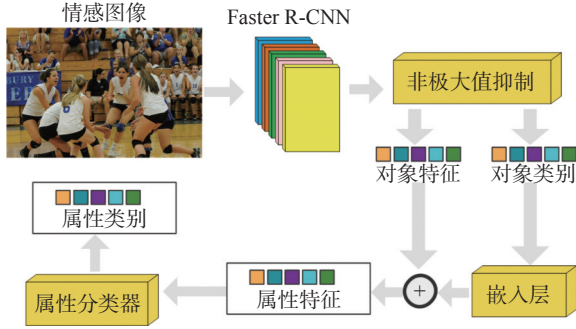 情感图像
Faster R-CNN
非极大值抑制
BURY
对象特征
对象类别
属性类别
属性分类器
属性特征
+
嵌入层